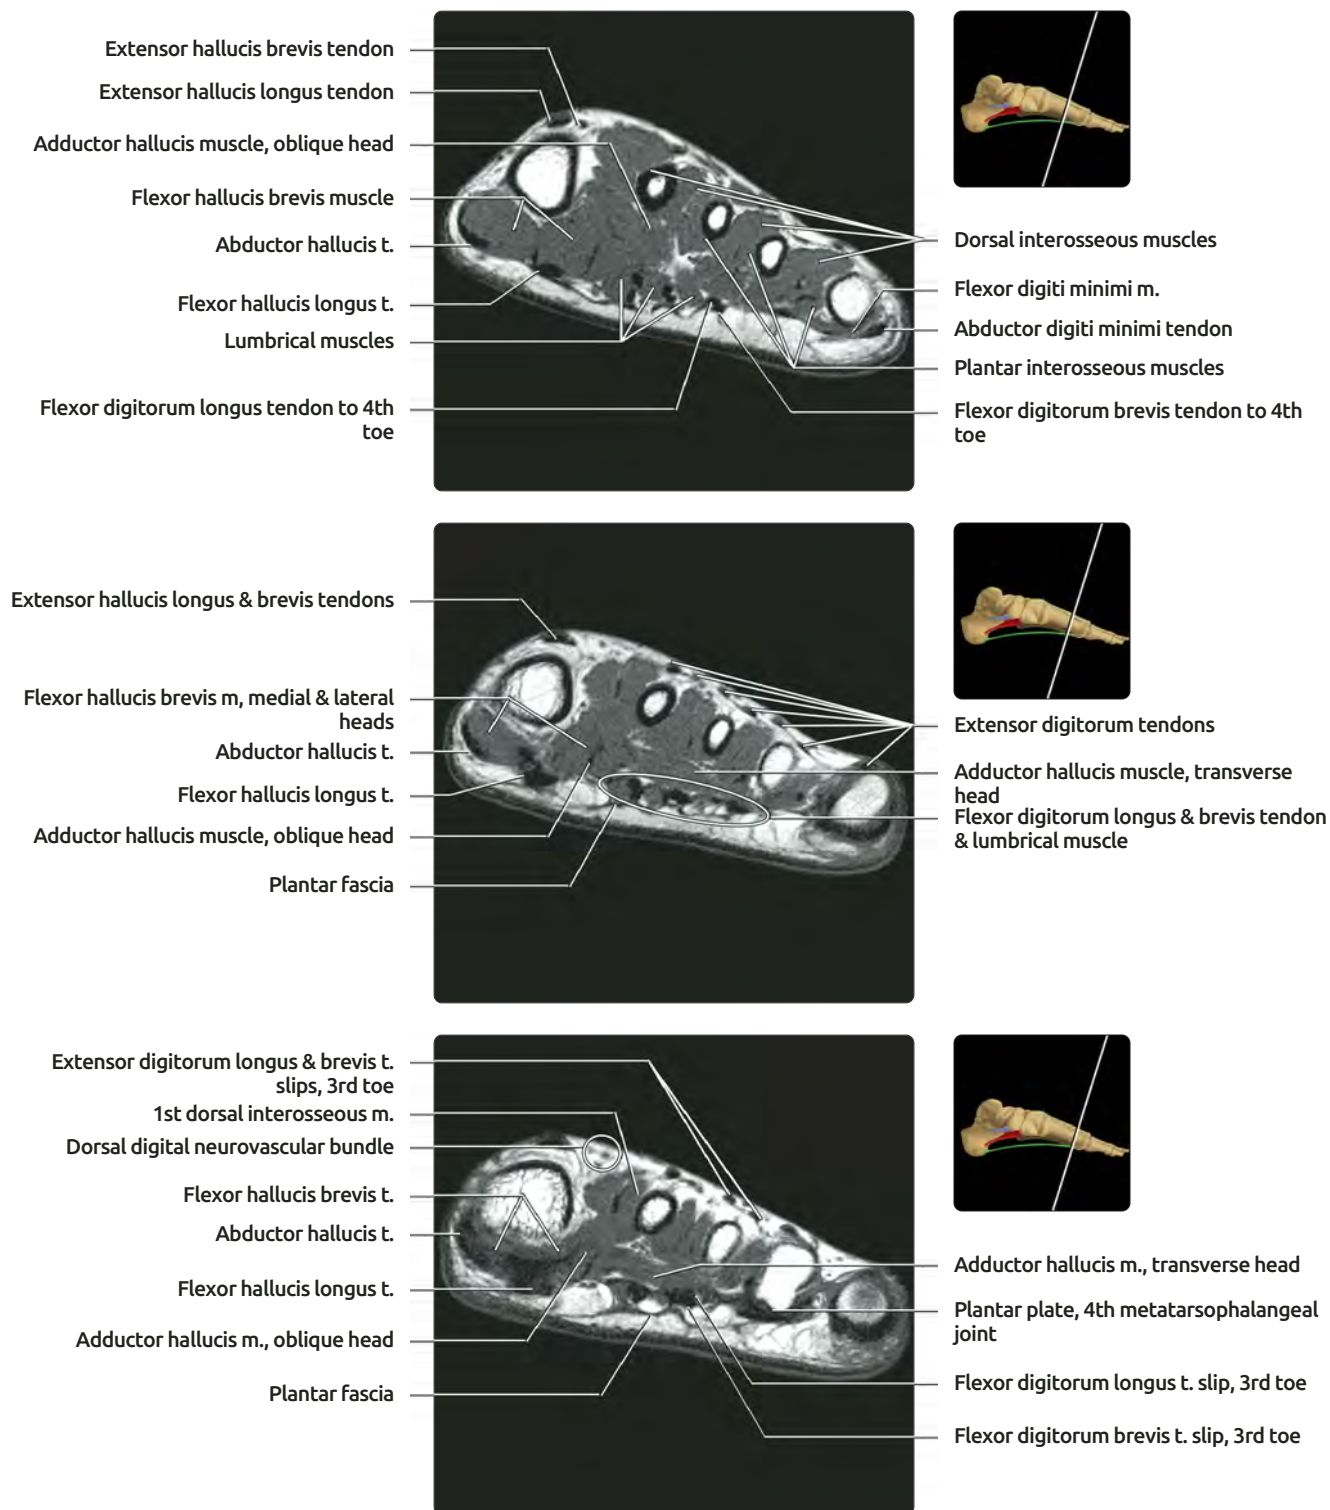 Extensor hallucis brevis tendon
Extensor hallucis longus tendon
Adductor hallucis muscle, oblique head
Flexor hallucis brevis muscle
Abductor hallucis t.
Flexor hallucis longus t.
Lumbrical muscles
Flexor digitorum longus tendon to 4th
toe
Dorsal interosseous muscles
Flexor digiti minimi m.
Abductor digiti minimi tendon
Plantar interosseous muscles
Flexor digitorum brevis tendon to 4th
toe
Extensor hallucis longus & brevis tendons
Flexor hallucis brevis m, medial & lateral
heads
Abductor hallucis t.
Flexor hallucis longus t.
Adductor hallucis muscle, oblique head
Plantar fascia
Extensor digitorum tendons
Adductor hallucis muscle, transverse
head
Flexor digitorum longus & brevis tendon
& lumbrical muscle
Extensor digitorum longus & brevis t.
slips, 3rd toe
1st dorsal interosseous m.
Dorsal digital neurovascular bundle
Flexor hallucis brevis t.
Abductor hallucis t.
Flexor hallucis longus t.
Adductor hallucis m., oblique head
Plantar fascia
Adductor hallucis m., transverse head
Plantar plate, 4th metatarsophalangeal
joint
Flexor digitorum longus t. slip, 3rd toe
Flexor digitorum brevis t. slip, 3rd toe